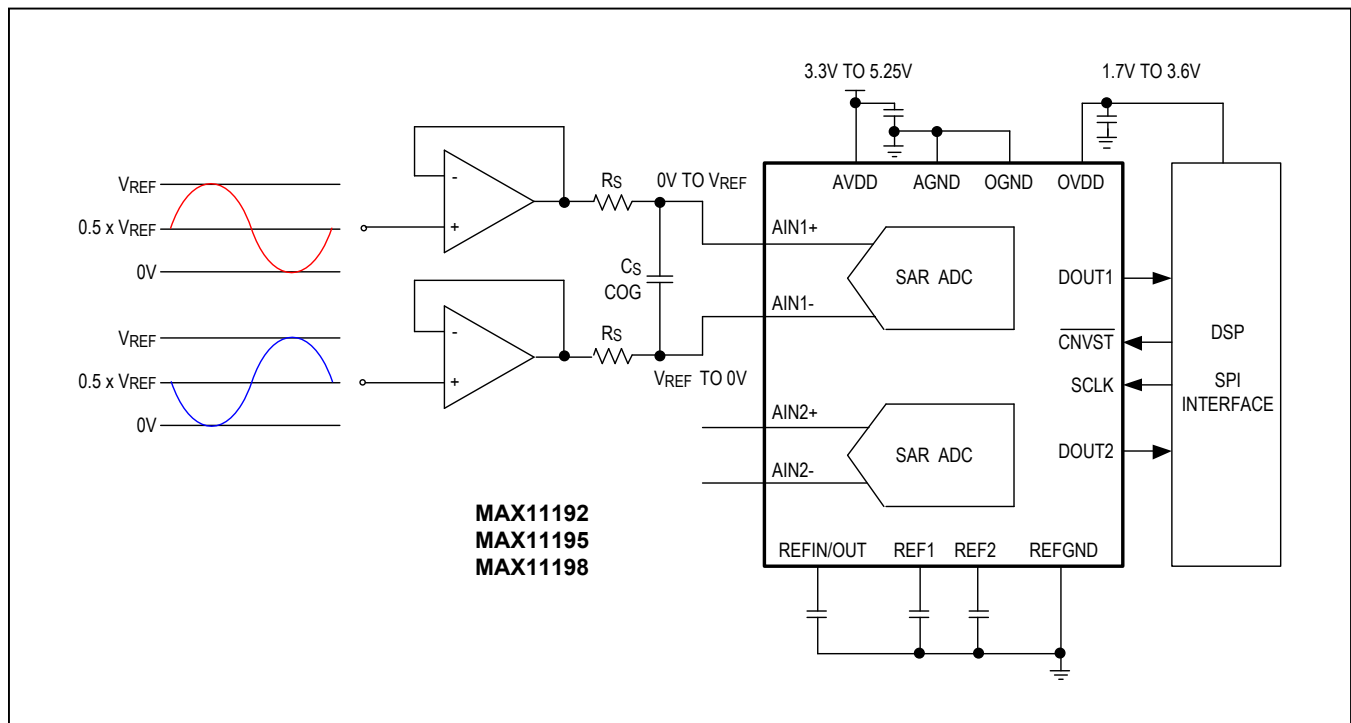 3.3V TO 5.25V
1.7V TO 3.6V
AVDD
AGND
OGND
OVDD
VREF
0.5 x VREF
0V
-
+
RS
0V TO VREF
CS
COG
AIN1+
AIN1-
SAR ADC
DOUT1
CNVST
SCLK
DOUT2
DSP
SPI
INTERFACE
VREF
0.5 x VREF
0V
-
+
RS
VREF TO 0V
AIN2+
AIN2-
SAR ADC
MAX11192
MAX11195
MAX11198
REFIN/OUT
REF1
REF2
REFGND